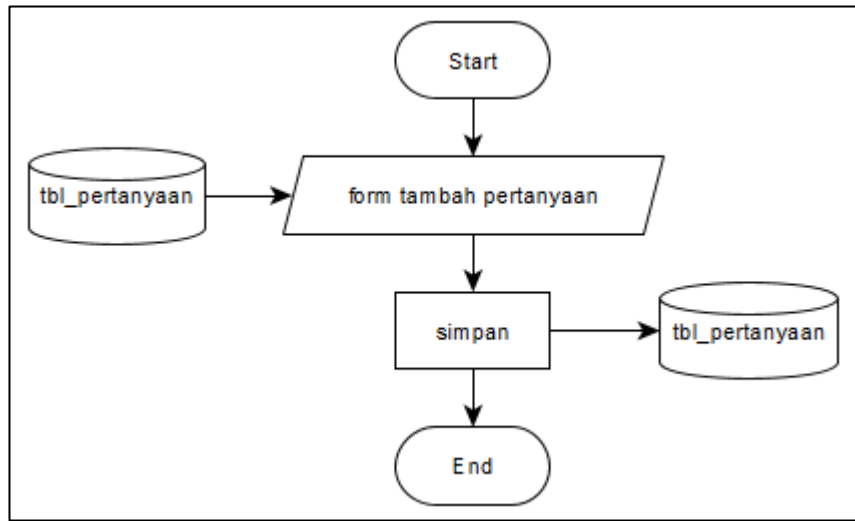 Start
tbl_pertanyaan
form tambah pertanyaan
simpan
tbl_pertanyaan
End